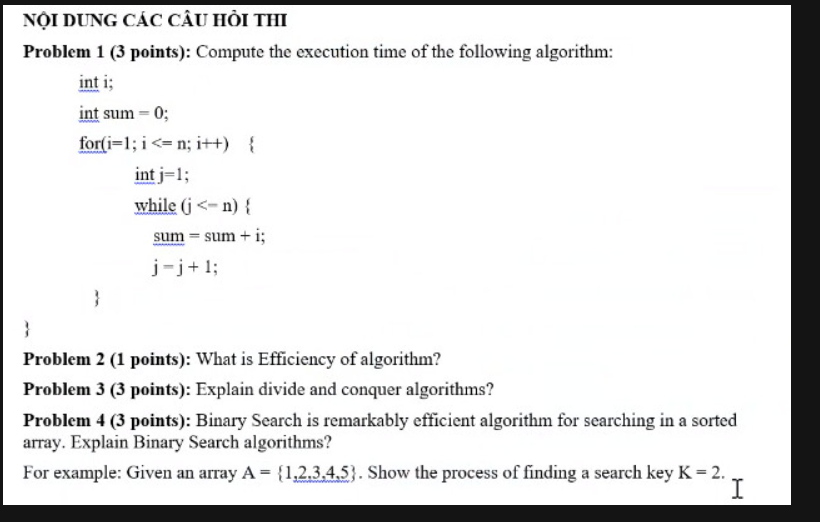 NỘI DUNG CÁC CÂU HỎI THI
Problem 1 (3 points): Compute the execution time of the following algorithm:
int i;
int sum = 0;
for(i=1; i <= n; i++) {
int j=1;
while (j <= n) {
sum = sum + i;
j = j + 1;
}
}
Problem 2 (1 points): What is Efficiency of algorithm?
Problem 3 (3 points): Explain divide and conquer algorithms?
Problem 4 (3 points): Binary Search is remarkably efficient algorithm for searching in a sorted
array. Explain Binary Search algorithms?
For example: Given an array A = {1,2,3,4,5}. Show the process of finding a search key K = 2.